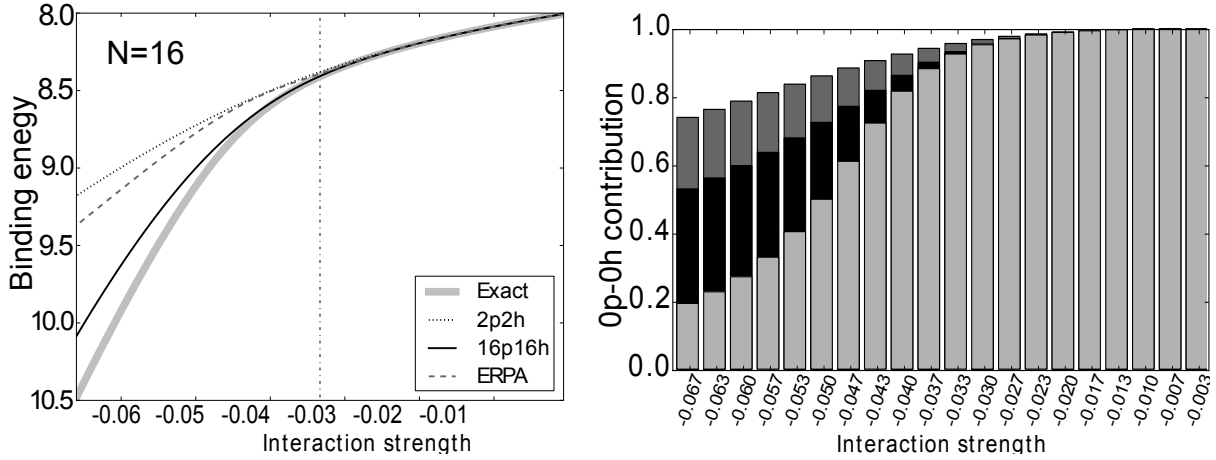 N=16
Binding energy
8.0
8.5
9.0
9.5
10.0
10.5
Exact
2p2h
16p16h
ERPA
-0.06 -0.05 -0.04 -0.03 -0.02 -0.01
Interaction strength
0p-0h contribution
1.0
0.8
0.6
0.4
0.2
0.0
-0.067 -0.063 -0.060 -0.057 -0.053 -0.050 -0.047 -0.043 -0.040 -0.037 -0.033 -0.030 -0.027 -0.023 -0.020 -0.017 -0.013 -0.010 -0.007 -0.003
Interaction strength